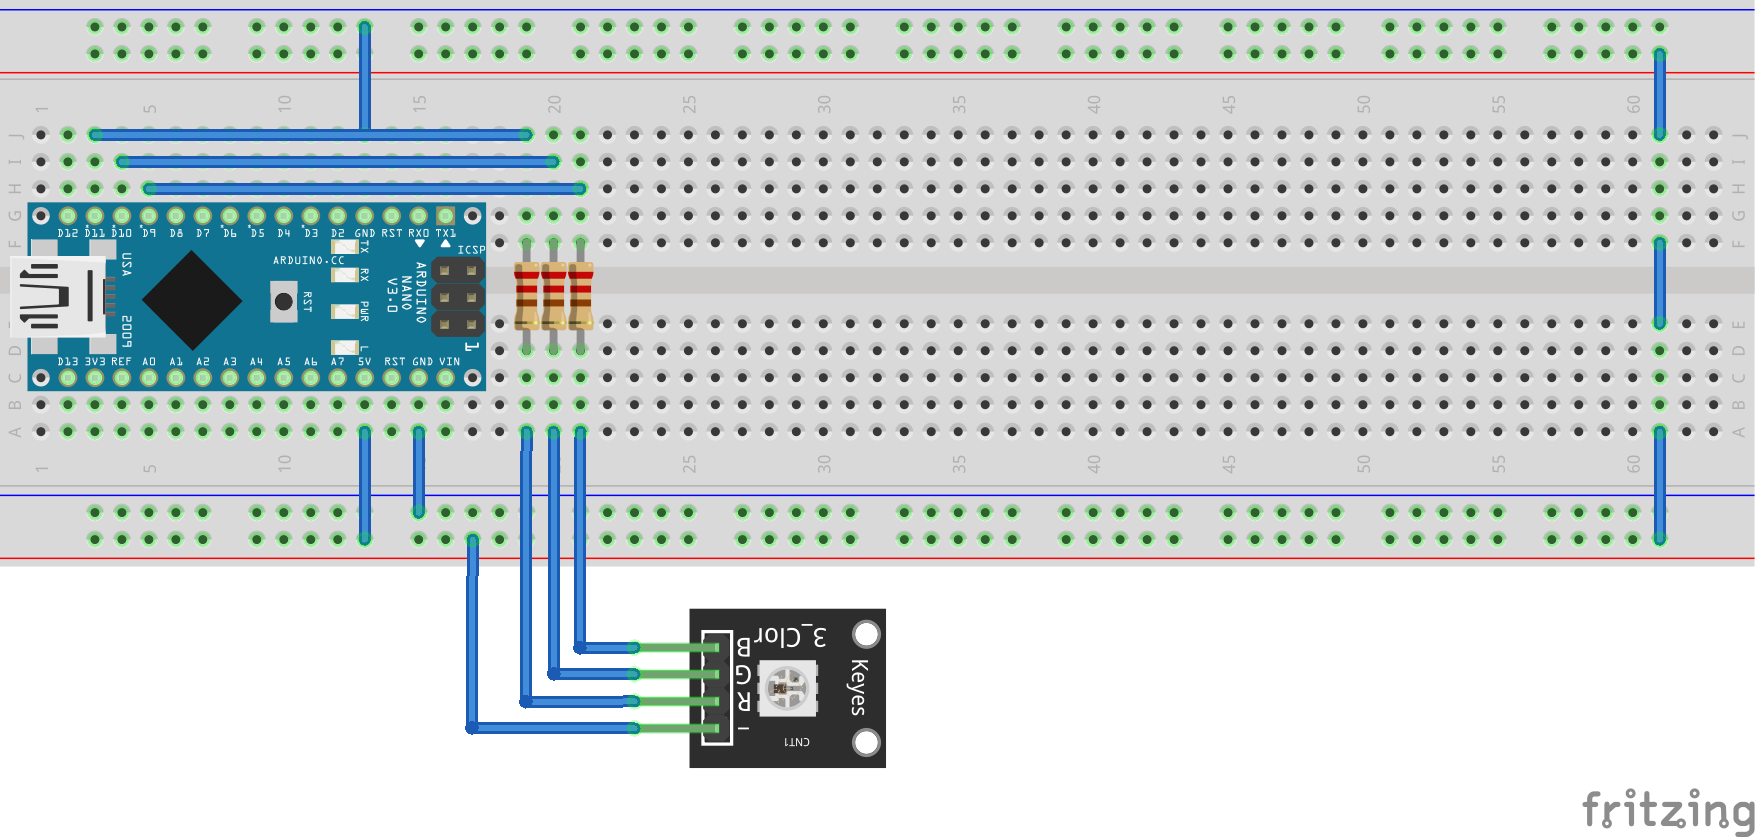 1 5 10 15 20 25 30 35 40 45 50 55 60
J J
I I
H H
G G
F F
D12 D11 D10 D9 D8 D7 D6 D5 D4 D3 D2 GND RST RX0 TX1
USA
ARDUINO.CC
TX
ICSP
RX
RST
ARDUINO
NANO
V3.0
PWR
2009
L
1
D13 3V3 REF A0 A1 A2 A3 A4 A5 A6 A7 5V RST GND VIN
E
D D
C C
B B
A A
1 5 10 15 20 25 30 35 40 45 50 55 60
3_Clor
B
G
R
-
Keyes
CNT1
fritzing